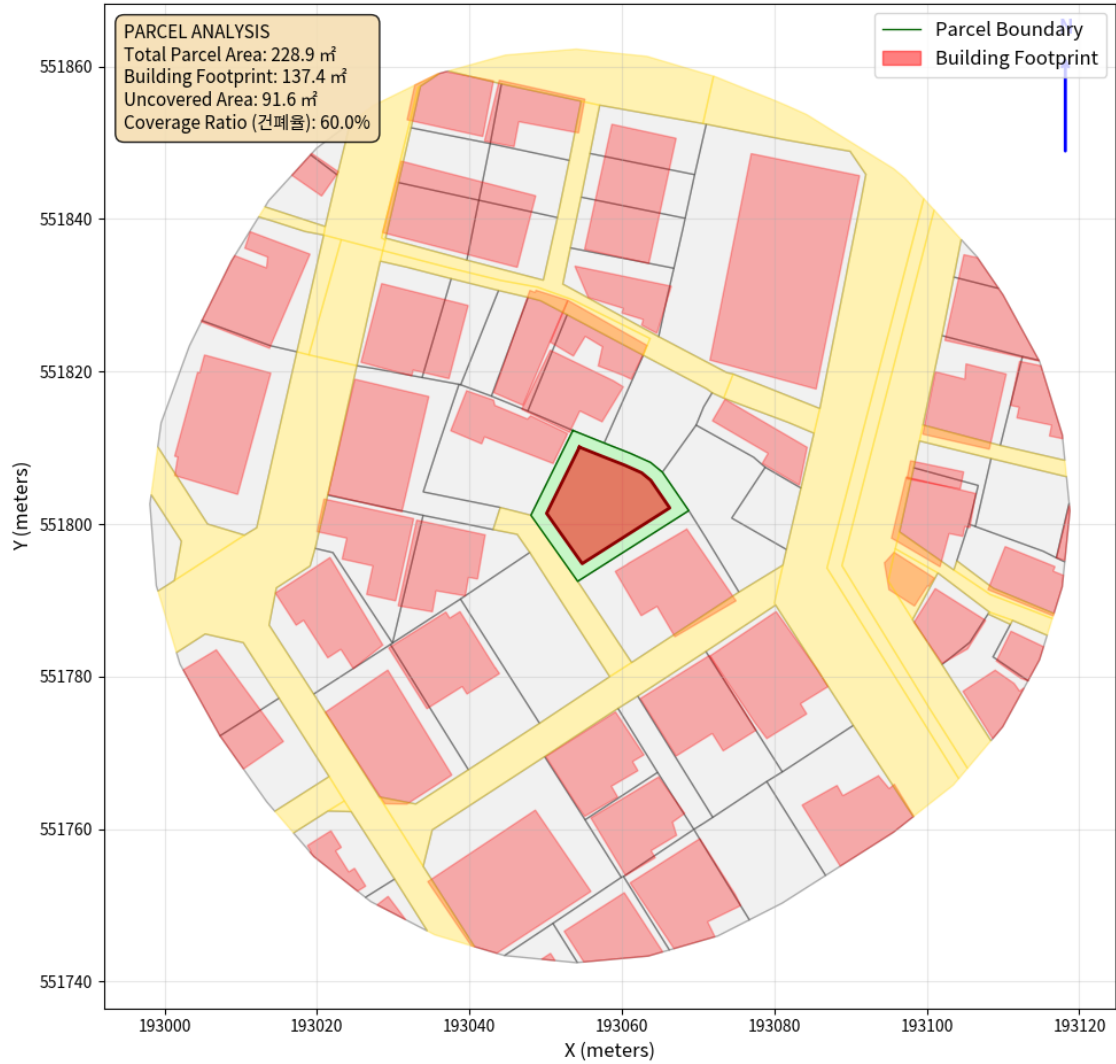 PARCEL ANALYSIS
Total Parcel Area: 228.9 ㎡
Building Footprint: 137.4 ㎡
Uncovered Area: 91.6 ㎡
Coverage Ratio (건폐율): 60.0%
Parcel Boundary
Building Footprint
N
551860
551840
551820
551800
551780
551760
551740
Y (meters)
193000
193020
193040
193060
193080
193100
193120
X (meters)